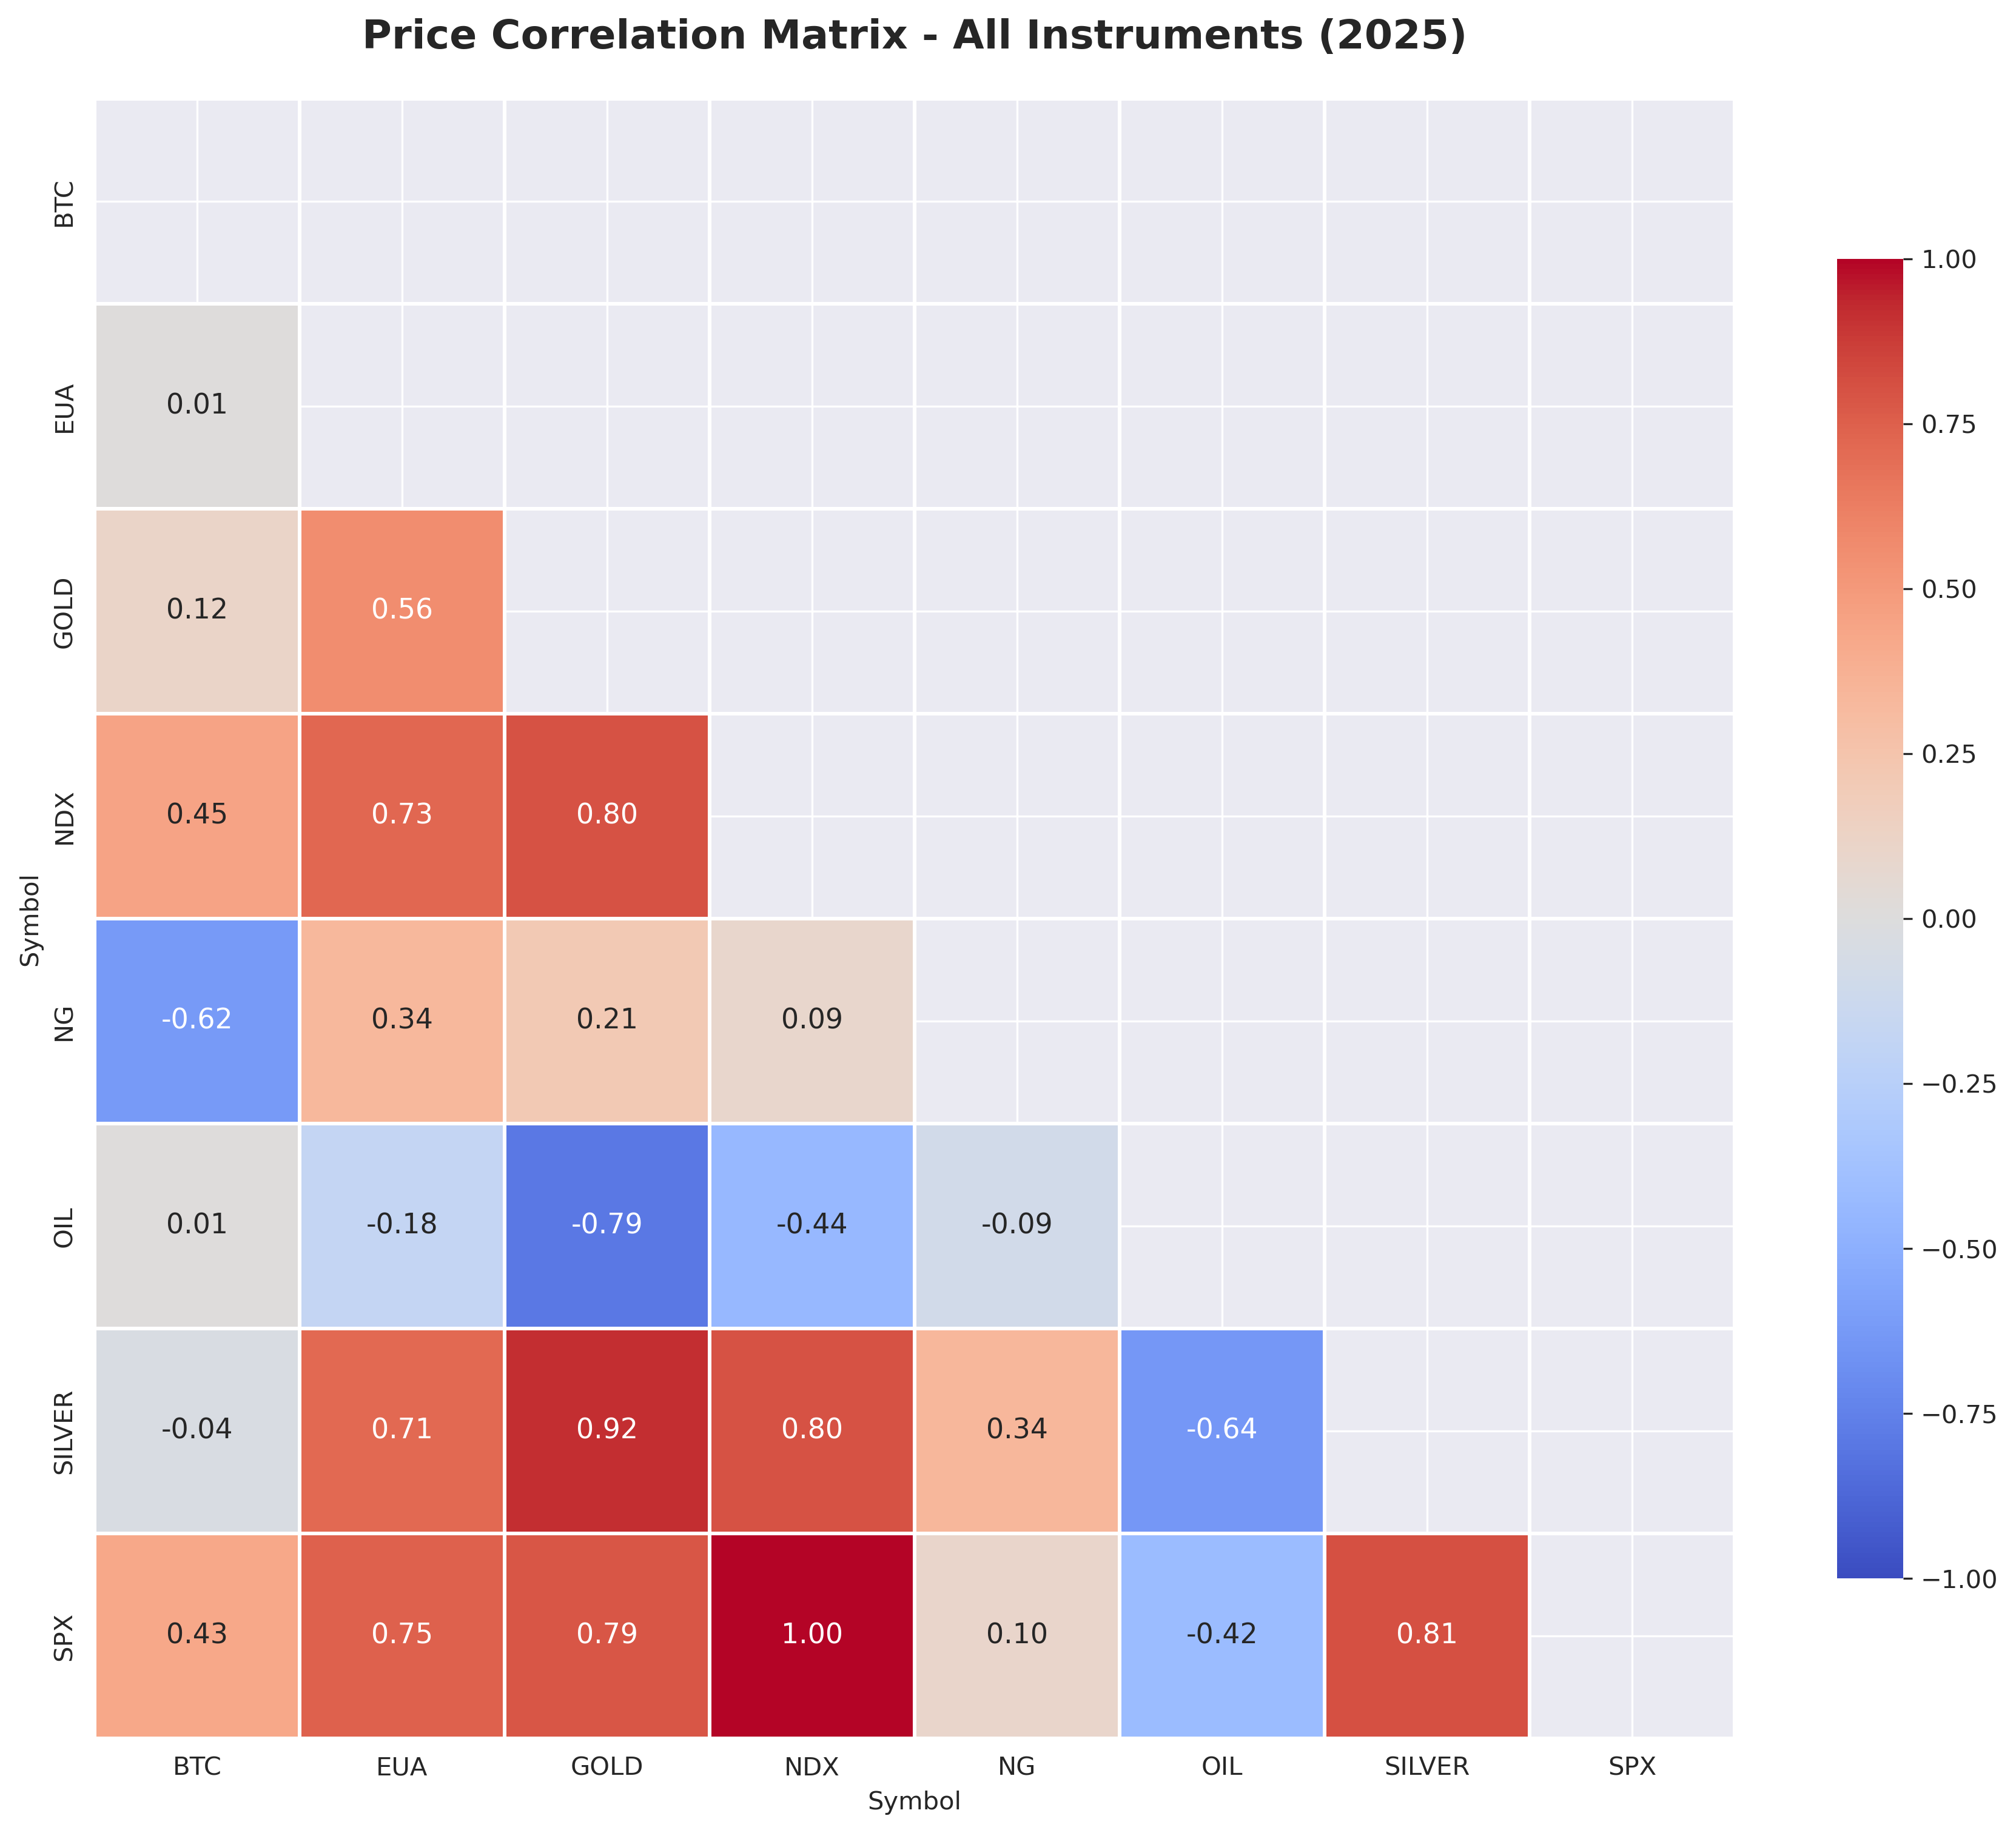 Price Correlation Matrix - All Instruments (2025)
Symbol
BTC
EUA 0.01
GOLD 0.12 0.56
NDX 0.45 0.73 0.80
NG -0.62 0.34 0.21 0.09
OIL 0.01 -0.18 -0.79 -0.44 -0.09
SILVER -0.04 0.71 0.92 0.80 0.34 -0.64
SPX 0.43 0.75 0.79 1.00 0.10 -0.42 0.81
BTC EUA GOLD NDX NG OIL SILVER SPX
Symbol
1.00
0.75
0.50
0.25
0.00
−0.25
−0.50
−0.75
−1.00